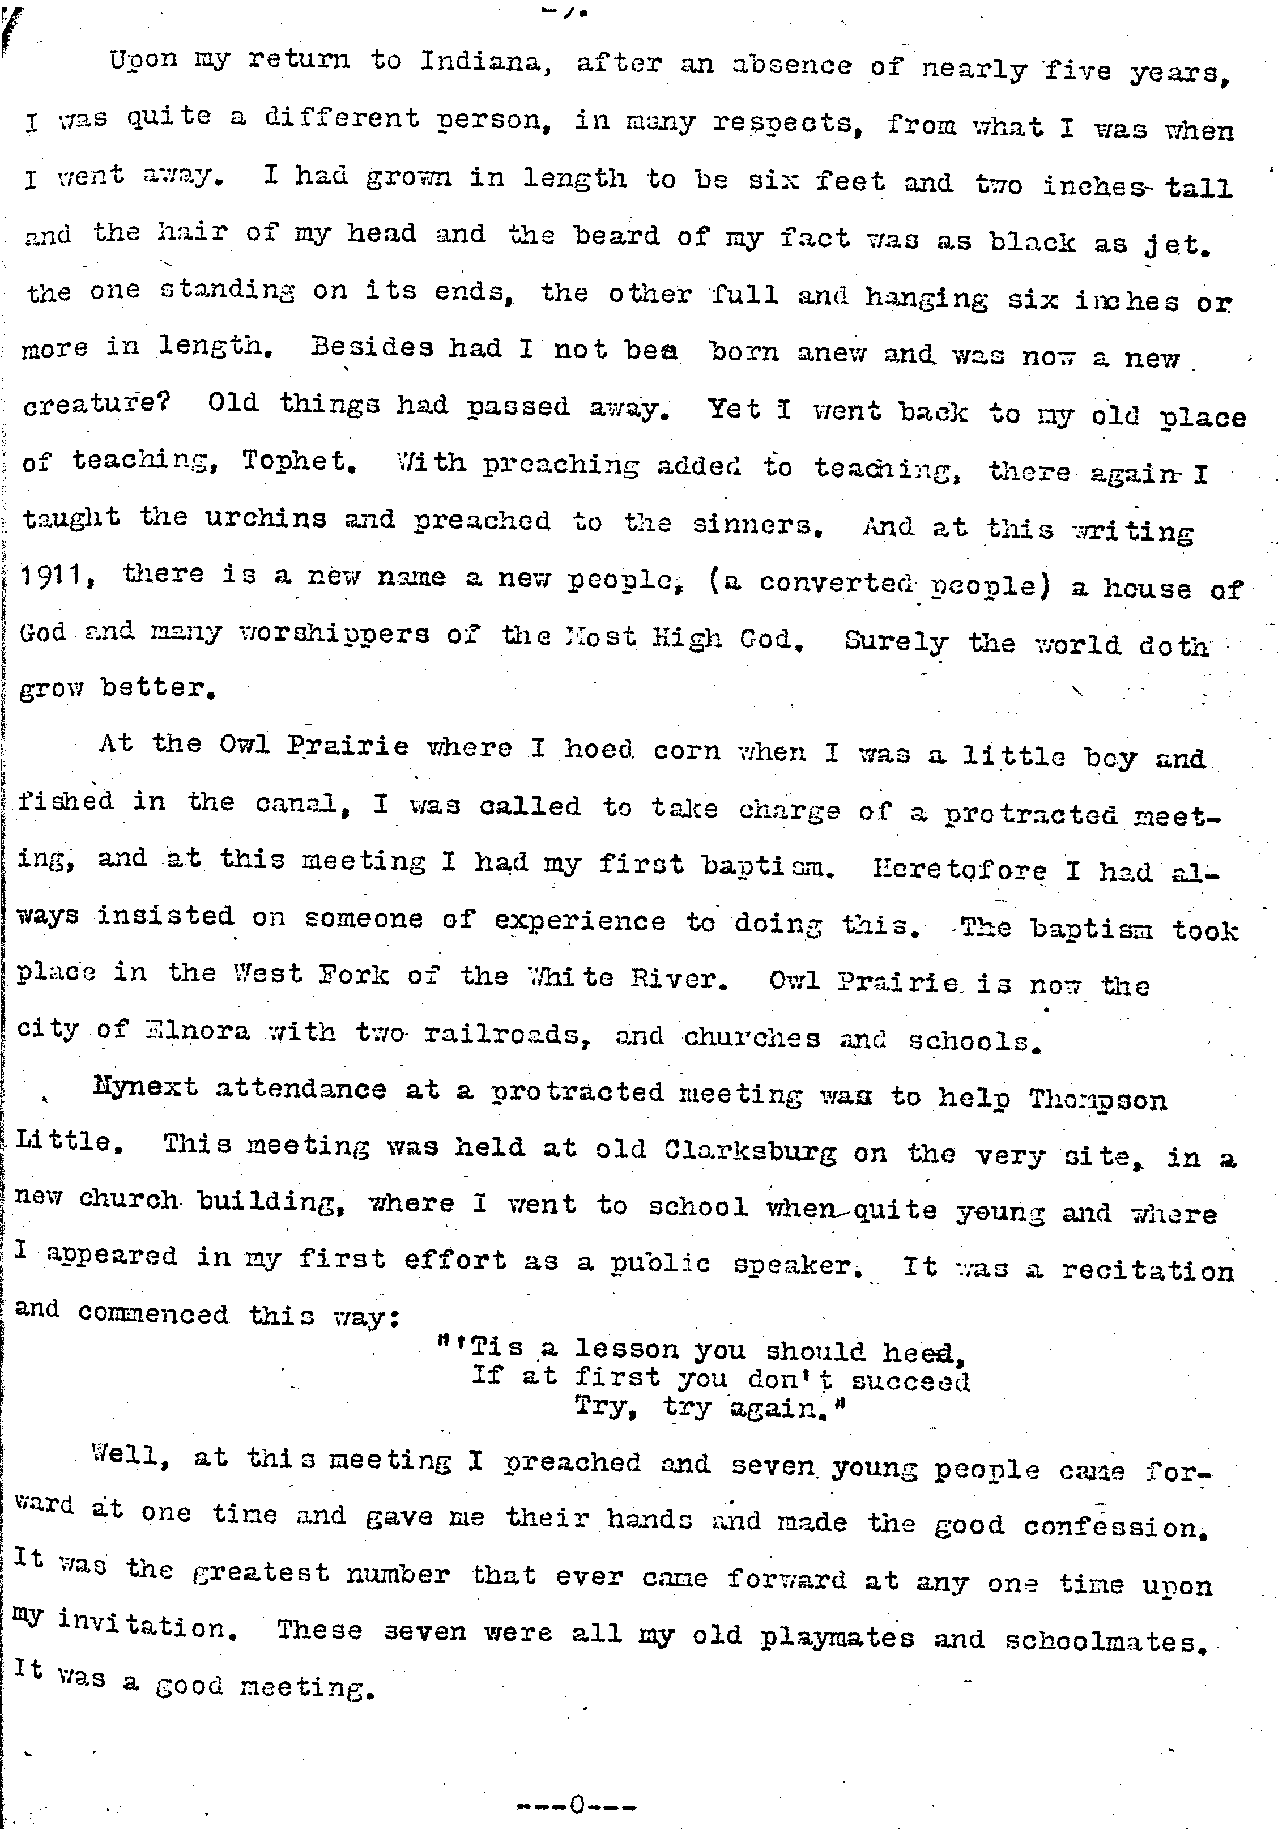 Upon my return to Indiana, after an absence of nearly five years,
I was quite a different person, in many respects, from what I was when
I went away. I had grown in length to be six feet and two inches tall
and the hair of my head and the beard of my fact was as black as jet.
the one standing on its ends, the other full and hanging six inches or
more in length. Besides had I not bee born anew and was now a new
creature? Old things had passed away. Yet I went back to my old place
of teaching, Tophet. With preaching added to teaching, there again I
taught the urchins and preached to the sinners. And at this writing
1911, there is a new name a new people, (a converted people) a house of
God and many worshippers of the Most High God. Surely the world doth
grow better.
At the Owl Prairie where I hoed corn when I was a little boy and
fished in the canal, I was called to take charge of a protracted meet-
ing, and at this meeting I had my first baptism. Heretofore I had al-
ways insisted on someone of experience to doing this. The baptism took
place in the West Fork of the White River. Owl Prairie is now the
city of Elnora with two railroads, and churches and schools.
Mynext attendance at a protracted meeting was to help Thompson
Little. This meeting was held at old Clarksburg on the very site, in a
new church building, where I went to school when quite young and where
I appeared in my first effort as a public speaker. It was a recitation
and commenced this way:
"'Tis a lesson you should heed,
If at first you don't succeed
Try, try again."
Well, at this meeting I preached and seven young people came for-
ward at one time and gave me their hands and made the good confession.
It was the greatest number that ever came forward at any one time upon
my invitation. These seven were all my old playmates and schoolmates.
It was a good meeting.
---0---